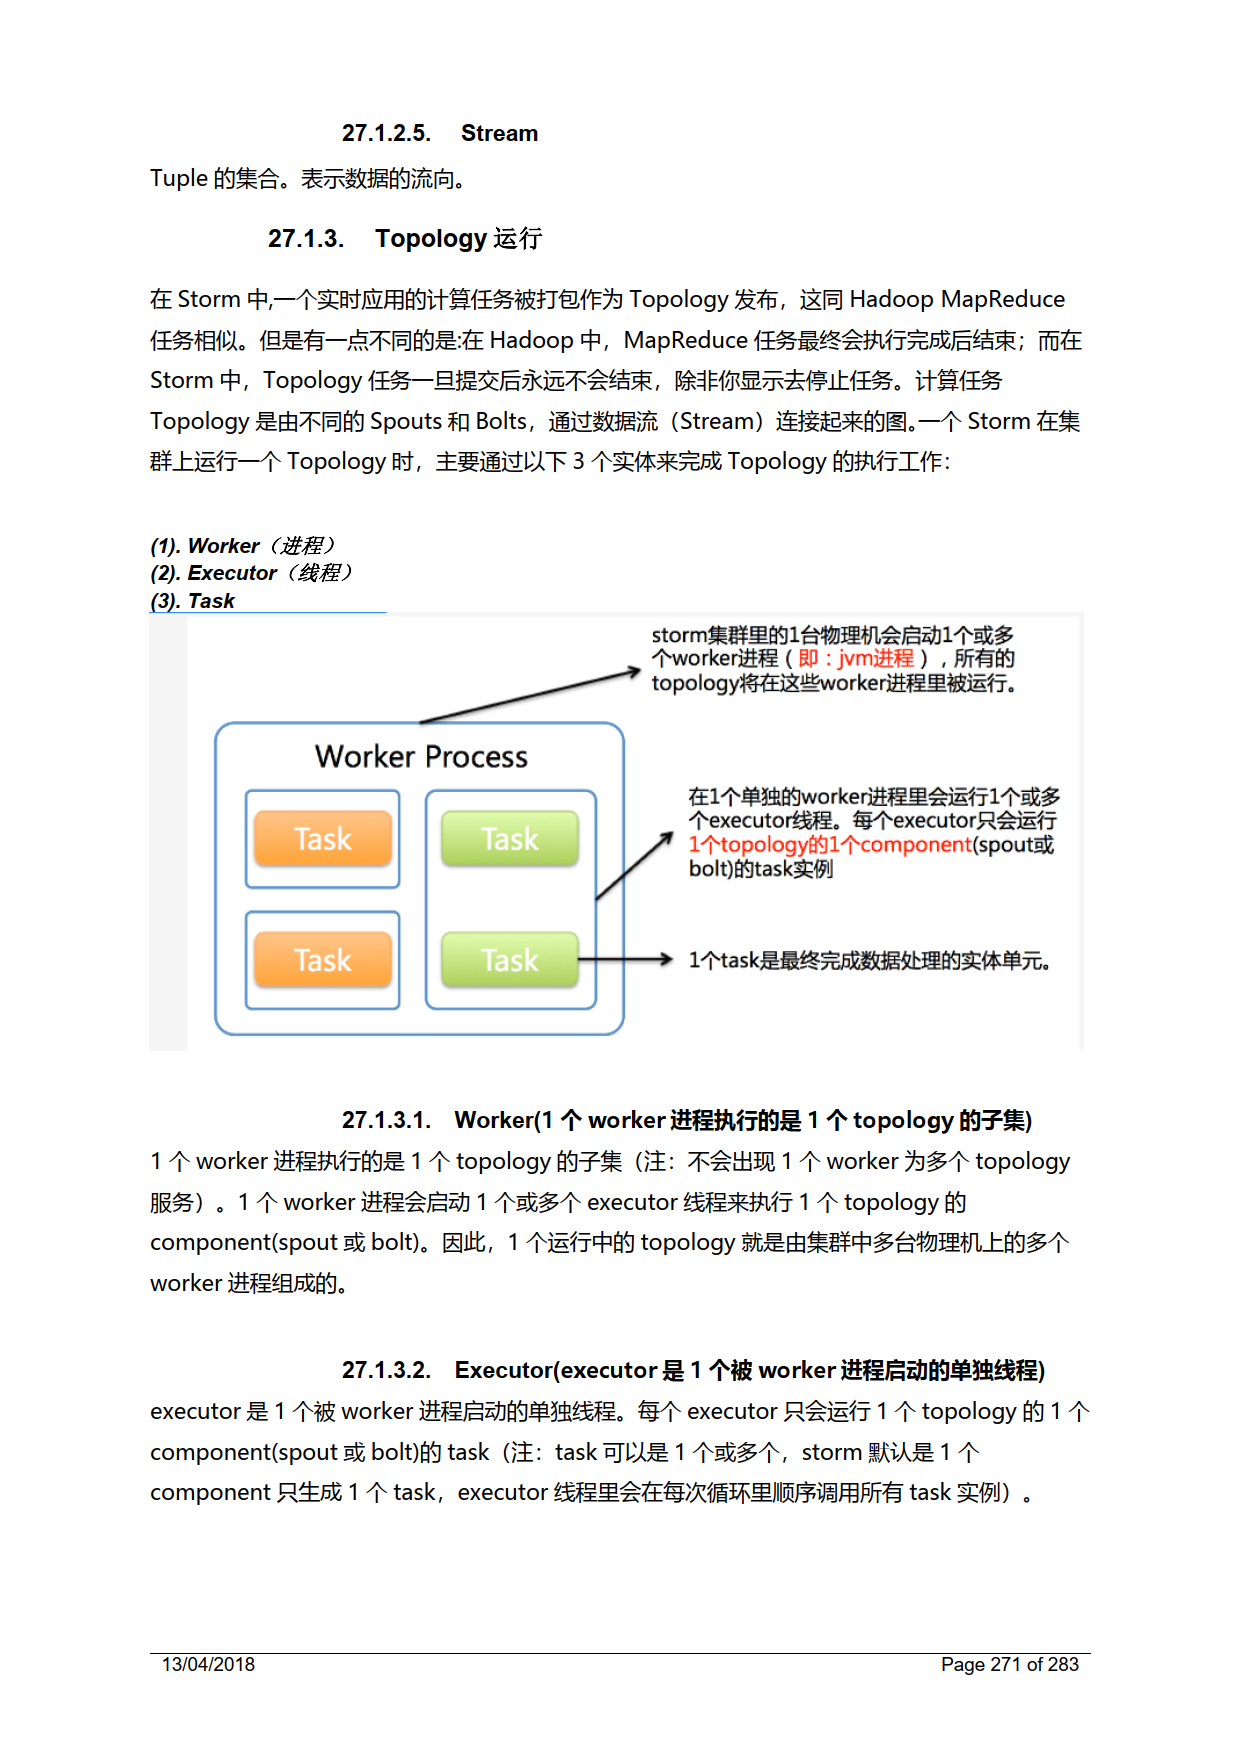 27.1.2.5. Stream
Tuple 的集合。表示数据的流向。
27.1.3. Topology 运行
在 Storm 中,一个实时应用的计算任务被打包作为 Topology 发布，这同 Hadoop MapReduce
任务相似。但是有一点不同的是:在 Hadoop 中，MapReduce 任务最终会执行完成后结束；而在
Storm 中，Topology 任务一旦提交后永远不会结束，除非你显示去停止任务。计算任务
Topology 是由不同的 Spouts 和 Bolts，通过数据流（Stream）连接起来的图。一个 Storm 在集
群上运行一个 Topology 时，主要通过以下 3 个实体来完成 Topology 的执行工作：
(1). Worker（进程）
(2). Executor（线程）
(3). Task
storm集群里的1台物理机会启动1个或多
个worker进程（即：jvm进程），所有的
topology将在这些worker进程里被运行。
Worker Process
Task
Task
在1个单独的worker进程里会运行1个或多
个executor线程。每个executor只会运行
1个topology的1个component(spout或
bolt)的task实例
Task
Task
1个task是最终完成数据处理的实体单元。
27.1.3.1. Worker(1 个 worker 进程执行的是 1 个 topology 的子集)
1 个 worker 进程执行的是 1 个 topology 的子集（注：不会出现 1 个 worker 为多个 topology
服务）。1 个 worker 进程会启动 1 个或多个 executor 线程来执行 1 个 topology 的
component(spout 或 bolt)。因此，1 个运行中的 topology 就是由集群中多台物理机上的多个
worker 进程组成的。
27.1.3.2. Executor(executor 是 1 个被 worker 进程启动的单独线程)
executor 是 1 个被 worker 进程启动的单独线程。每个 executor 只会运行 1 个 topology 的 1 个
component(spout 或 bolt)的 task（注：task 可以是 1 个或多个，storm 默认是 1 个
component 只生成 1 个 task，executor 线程里会在每次循环里顺序调用所有 task 实例）。
13/04/2018 Page 271 of 283